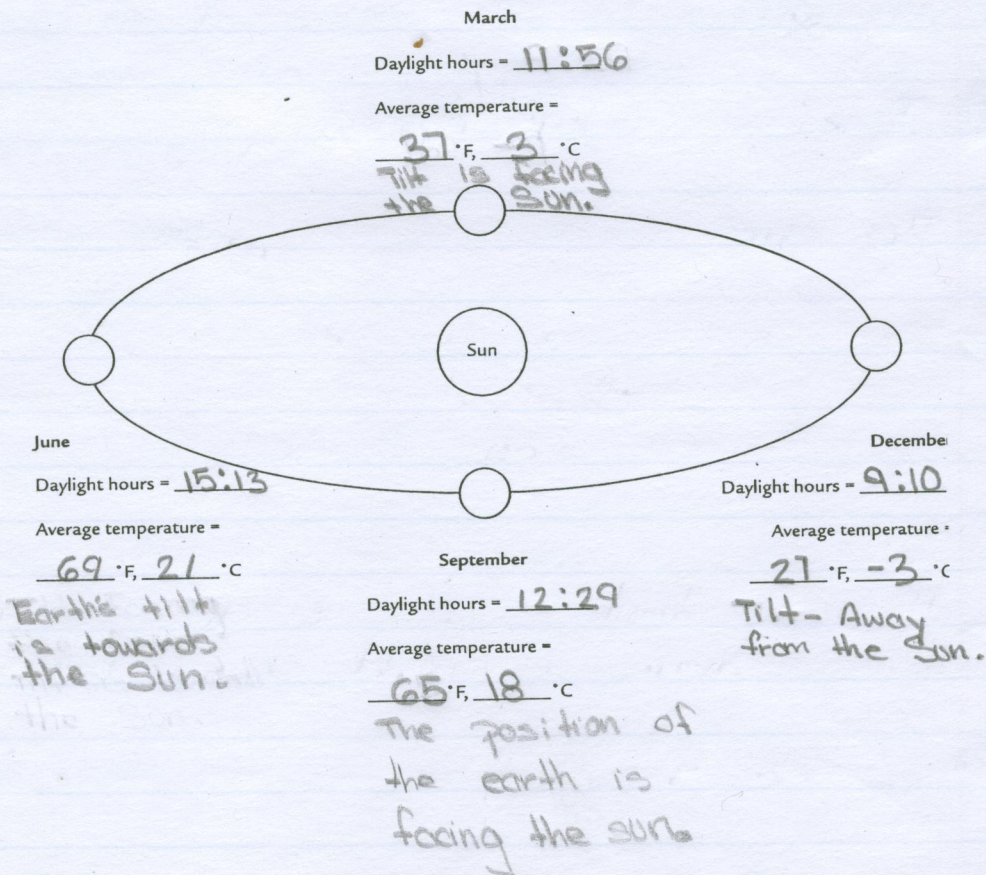 March
Daylight hours = 11:56
Average temperature =
37 °F, 3 °C
Tilt is facing
the Sun.
Sun
June
Daylight hours = 15:13
Average temperature =
69 °F, 21 °C
Earth's tilt
is towards
the Sun.
September
Daylight hours = 12:29
Average temperature =
65 °F, 18 °C
The position of
the earth is
facing the sun.
Decembe
Daylight hours = 9:10
Average temperature
27 °F, -3 °C
Tilt - Away
from the Sun.